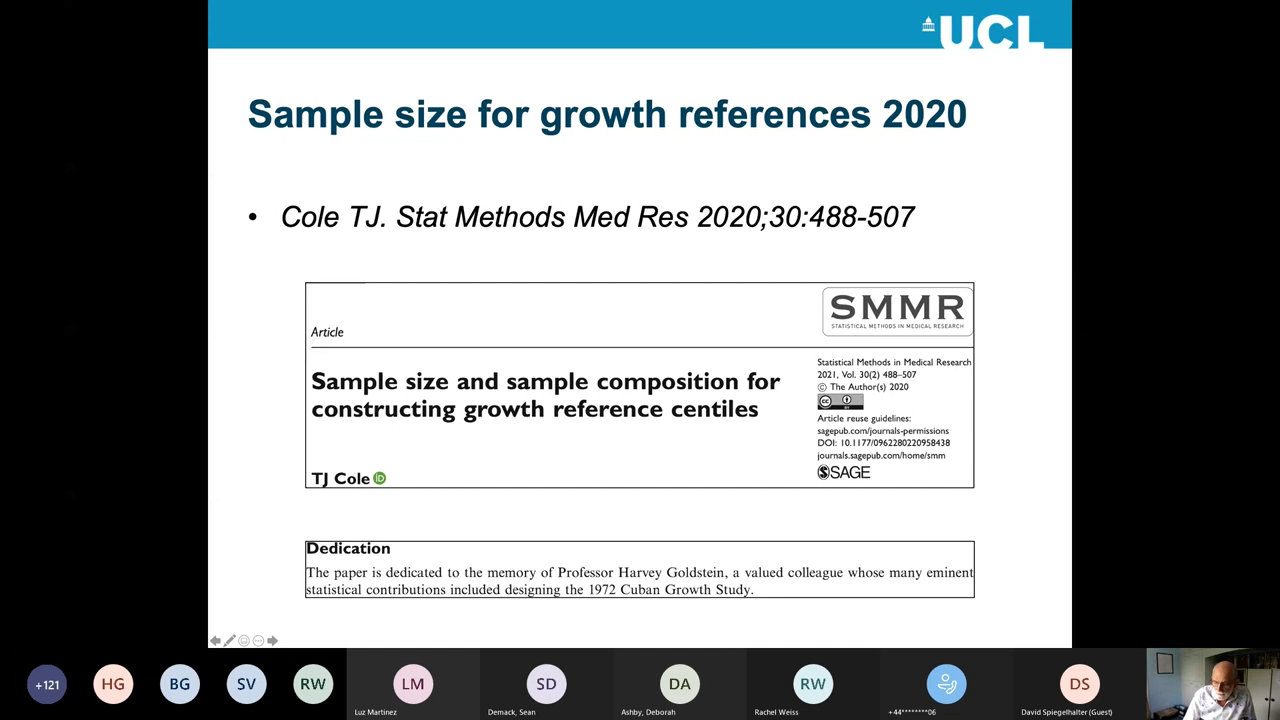 UCL
Sample size for growth references 2020
• Cole TJ. Stat Methods Med Res 2020;30:488-507
SMMR
STATISTICAL METHODS IN MEDICAL RESEARCH
Article
Sample size and sample composition for
constructing growth reference centiles
TJ Cole iD
Statistical Methods in Medical Research
2021, Vol. 30(2) 488–507
© The Author(s) 2020
cc BY
Article reuse guidelines:
sagepub.com/journals-permissions
DOI: 10.1177/0962280220958438
journals.sagepub.com/home/smm
SAGE
Dedication
The paper is dedicated to the memory of Professor Harvey Goldstein, a valued colleague whose many eminent
statistical contributions included designing the 1972 Cuban Growth Study.
+121
HG
BG
SV
RW
LM
Luz Martinez
SD
Demack, Sean
DA
Ashby, Deborah
RW
Rachel Weiss
+44********06
DS
David Spiegelhalter (Guest)